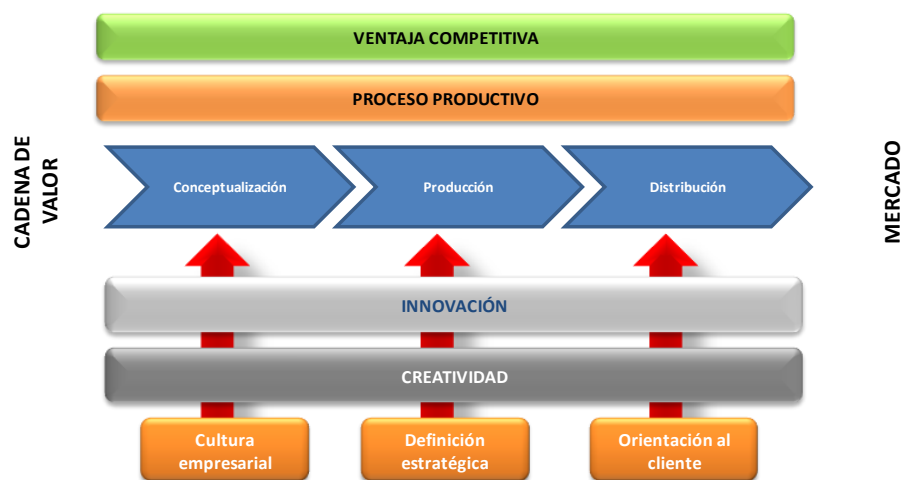 VENTAJA COMPETITIVA
PROCESO PRODUCTIVO
CADENA DE
VALOR
Conceptualización
Producción
Distribución
MERCADO
INNOVACIÓN
CREATIVIDAD
Cultura
empresarial
Definición
estratégica
Orientación al
cliente